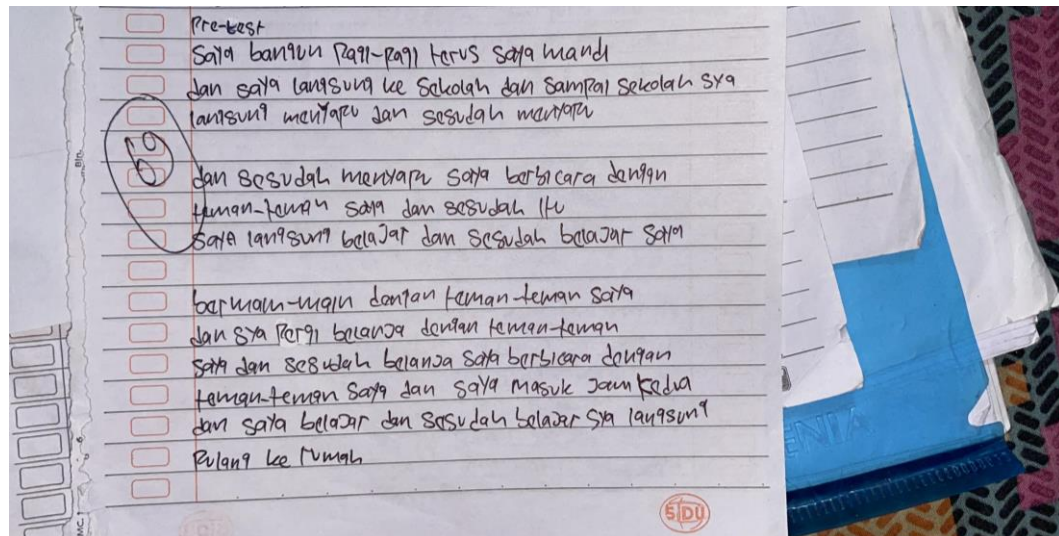 Pre-test
Saya bangun Pagi-Pagi terus saya mandi
dan saya langsung ke Sekolah dan Sampai Sekolah sya
langsung menyapu dan sesudah menyapu
69
dan sesudah menyapu saya berbicara dengan
teman-teman saya dan sesudah itu
saya langsung belajar dan sesudah belajar saya
bermain-main dengan teman-teman saya
dan sya Pergi belanja dengan teman-teman
saya dan sesudah belanja saya berbicara dengan
teman-teman saya dan saya masuk jam kedua
dan saya belajar dan sesudah belajar sya langsung
Pulang ke rumah
SIDU